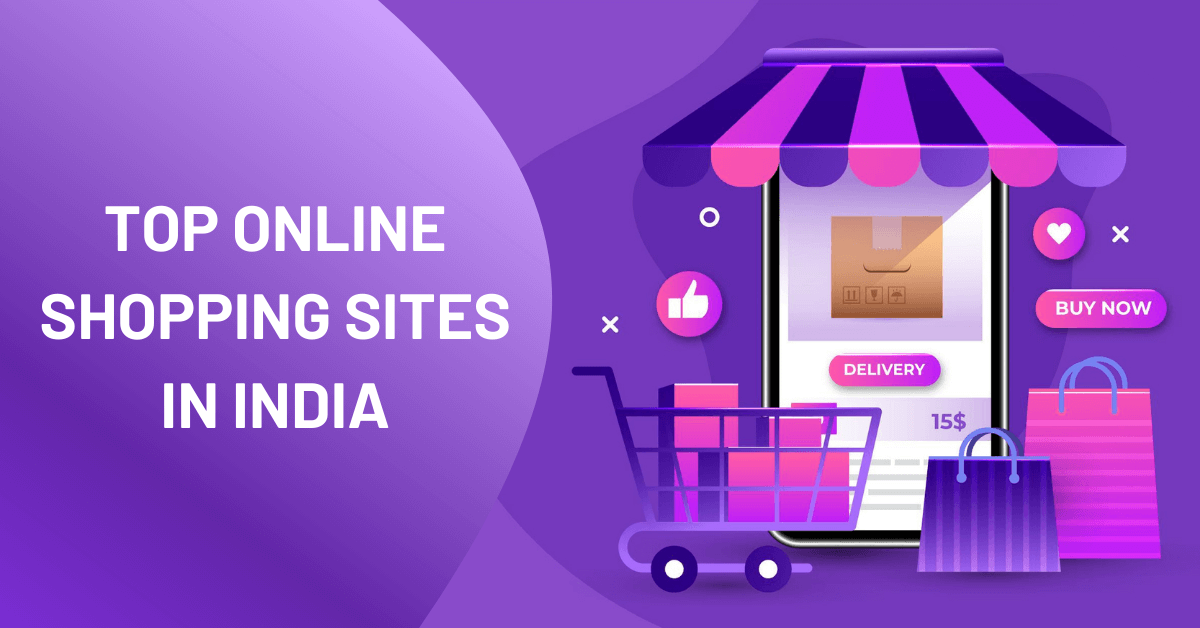 TOP ONLINE
SHOPPING SITES
IN INDIA
BUY NOW
DELIVERY
15$